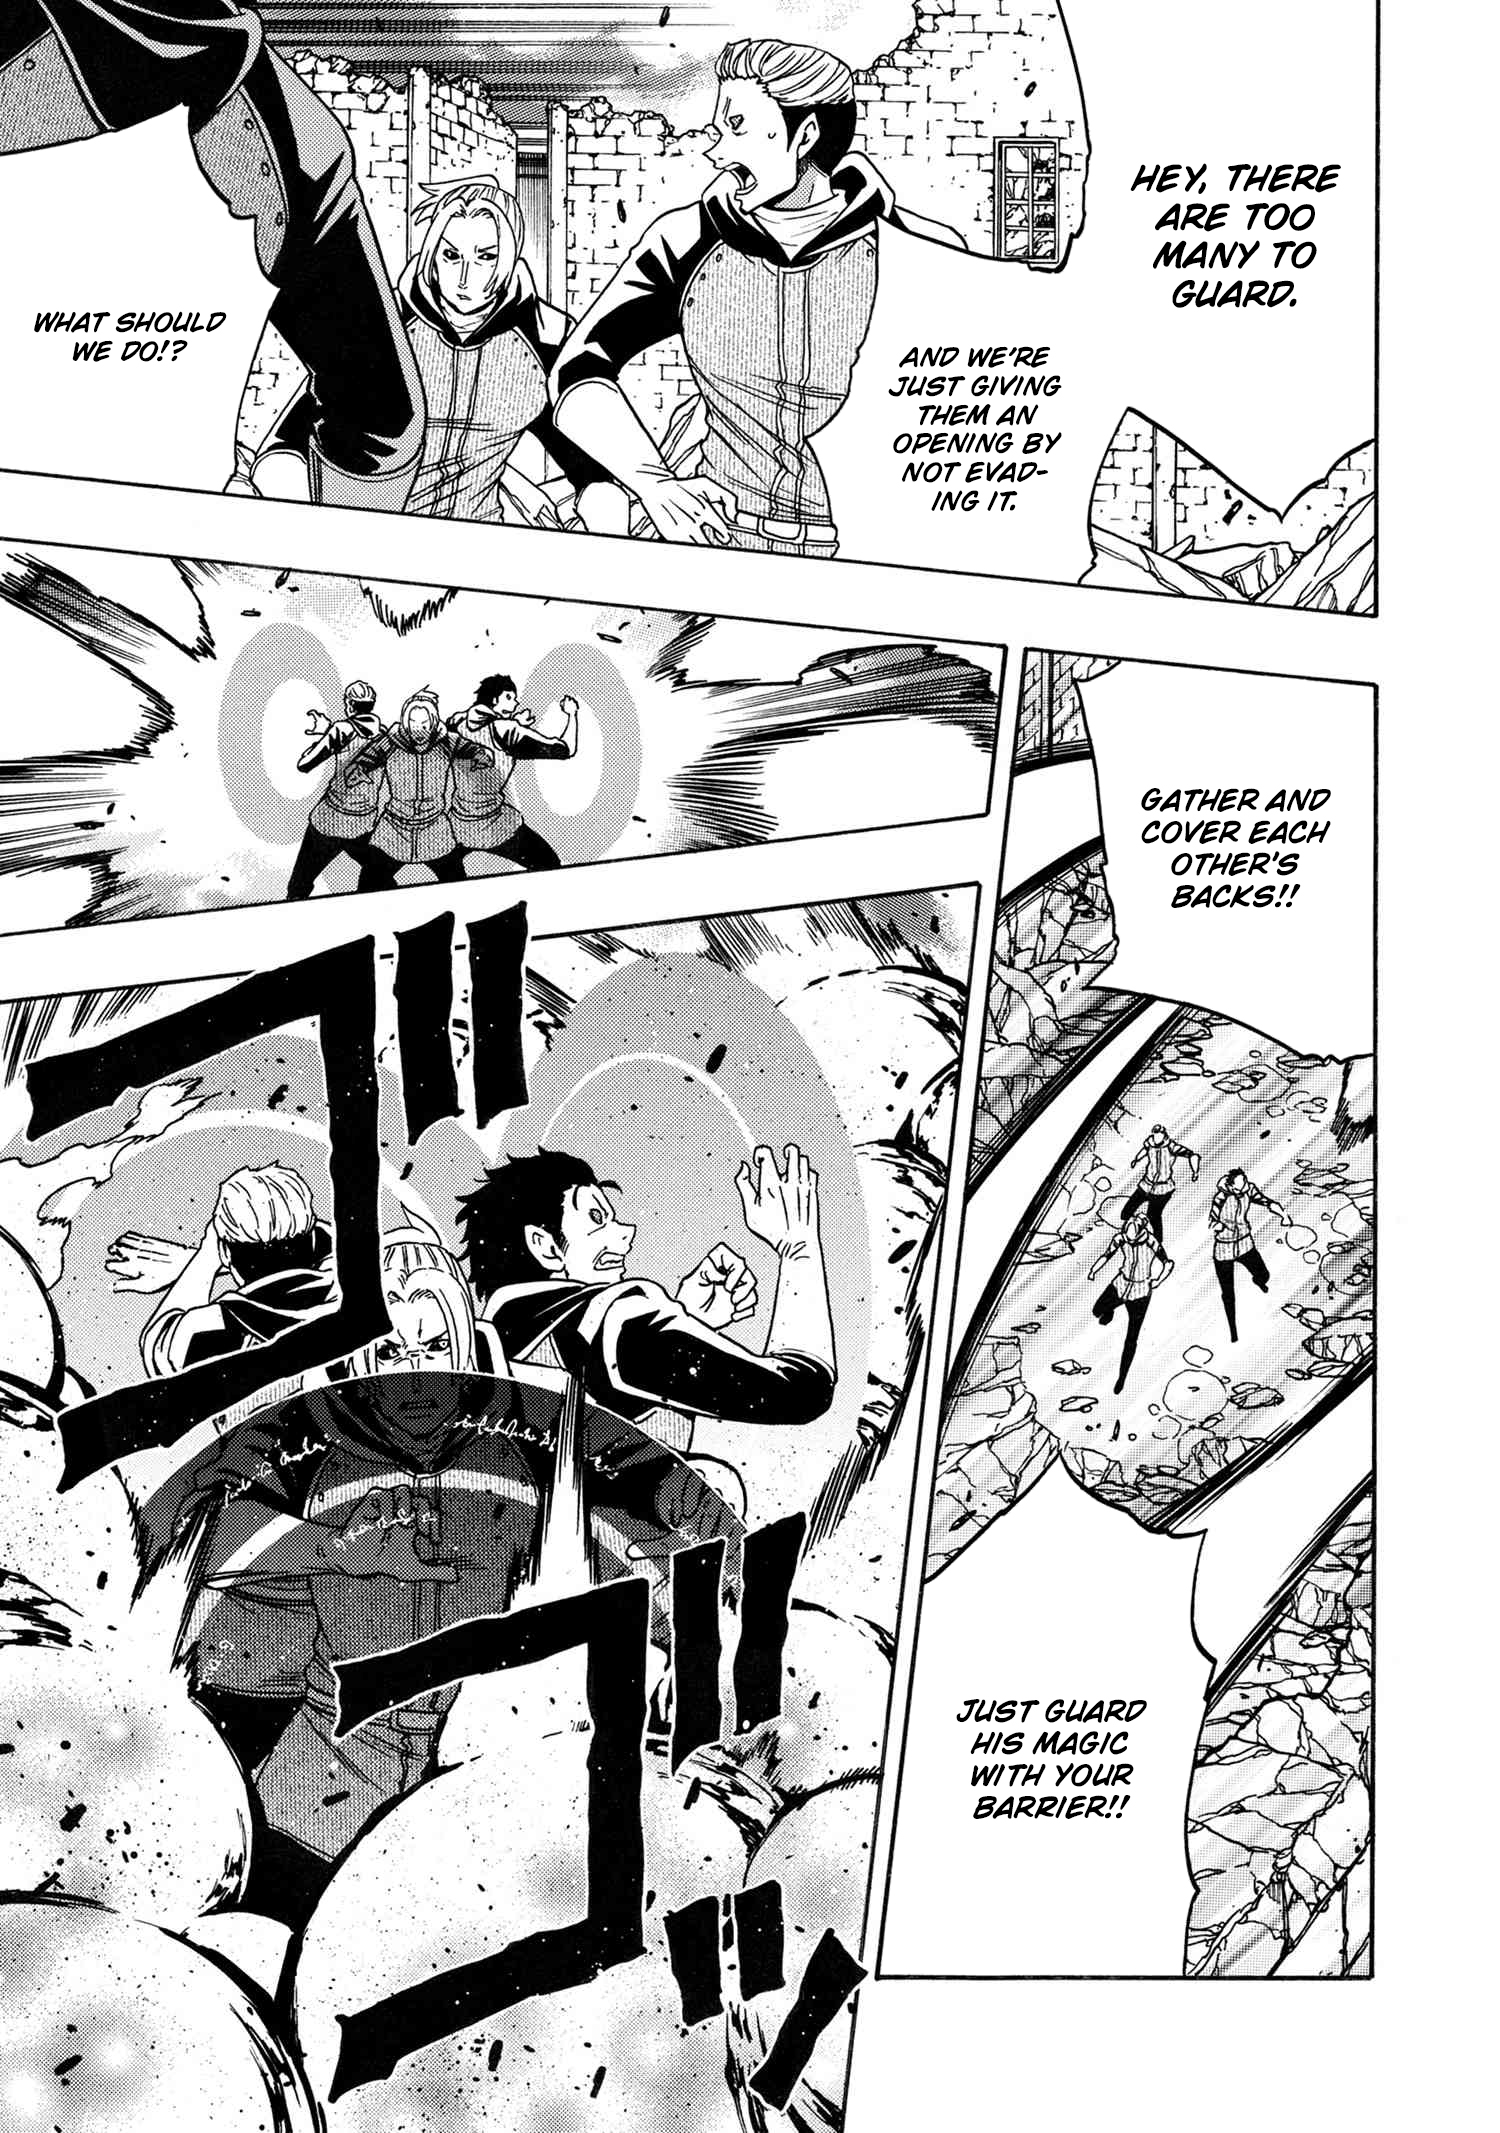 HEY, THERE
ARE TOO
MANY TO
GUARD.
AND WE'RE
JUST GIVING
THEM AN
OPENING BY
NOT EVAD-
ING IT.
WHAT SHOULD
WE DO!?
GATHER AND
COVER EACH
OTHER'S
BACKS!!
JUST GUARD
HIS MAGIC
WITH YOUR
BARRIER!!
ゴゴ